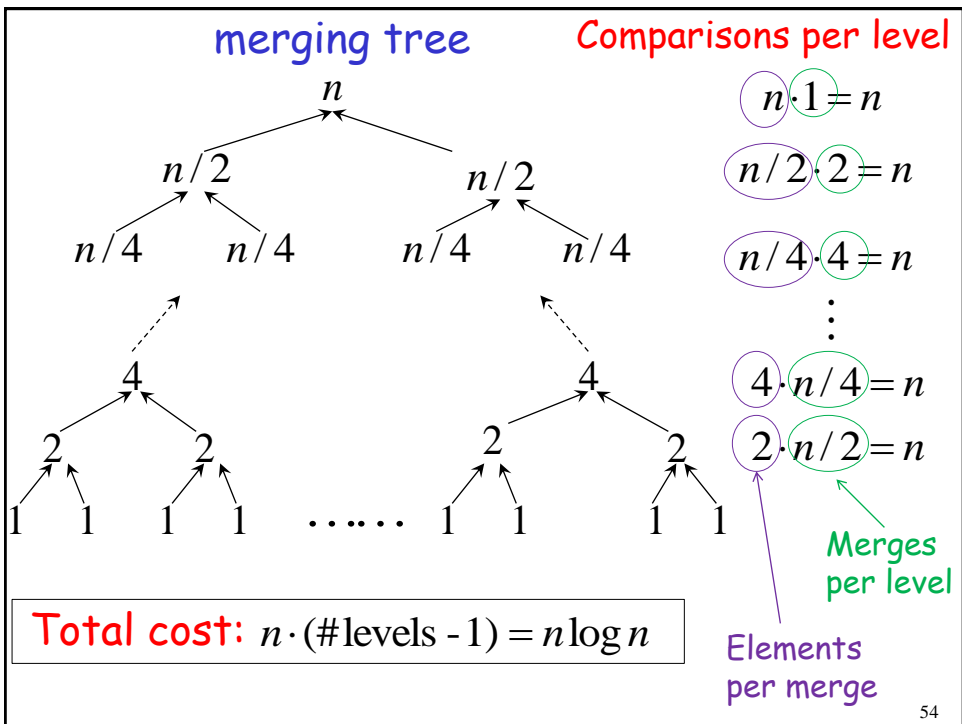 merging tree
Comparisons per level
n
n·1 = n
n/2 n/2
n/2·2 = n
n/4 n/4 n/4 n/4
n/4·4 = n
⋮
4 4
4·n/4 = n
2 2 2 2
2·n/2 = n
1 1 1 1 …… 1 1 1 1
Merges
per level
Total cost: n·(#levels - 1) = n log n
Elements
per merge
54